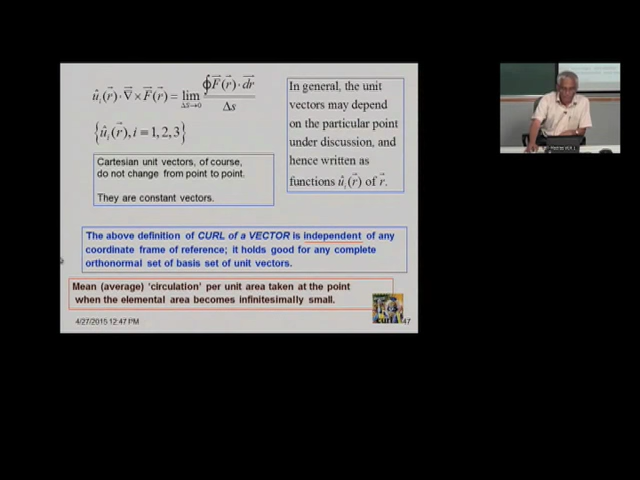 û_i(r⃗)·∇⃗×F⃗(r⃗) = lim_{ΔS→0} ∮F⃗(r⃗)·dr⃗ / Δs
{û_i(r⃗), i = 1, 2, 3}
Cartesian unit vectors, of course,
do not change from point to point.
They are constant vectors.
In general, the unit
vectors may depend
on the particular point
under discussion, and
hence written as
functions û_i(r⃗) of r⃗.
The above definition of CURL of a VECTOR is independent of any
coordinate frame of reference; it holds good for any complete
orthonormal set of basis set of unit vectors.
Mean (average) ‘circulation’ per unit area taken at the point
when the elemental area becomes infinitesimally small.
4/27/2015 12:47 PM
47